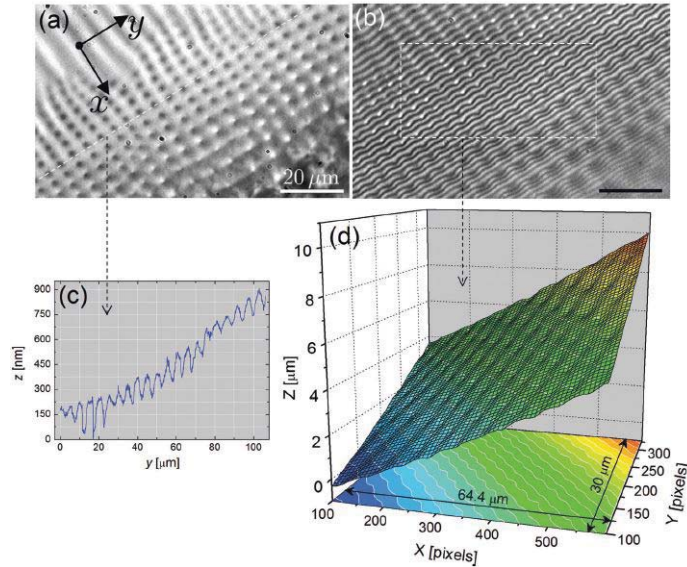 (a)
y
x
20 μm
(b)
(c)
900
750
600
450
300
150
0
z [nm]
0 20 40 60 80 100
y [μm]
(d)
10
8
6
4
2
0
Z [μm]
64.4 μm
30 μm
100 200 300 400 500
X [pixels]
300
250
200
150
100
Y [pixels]